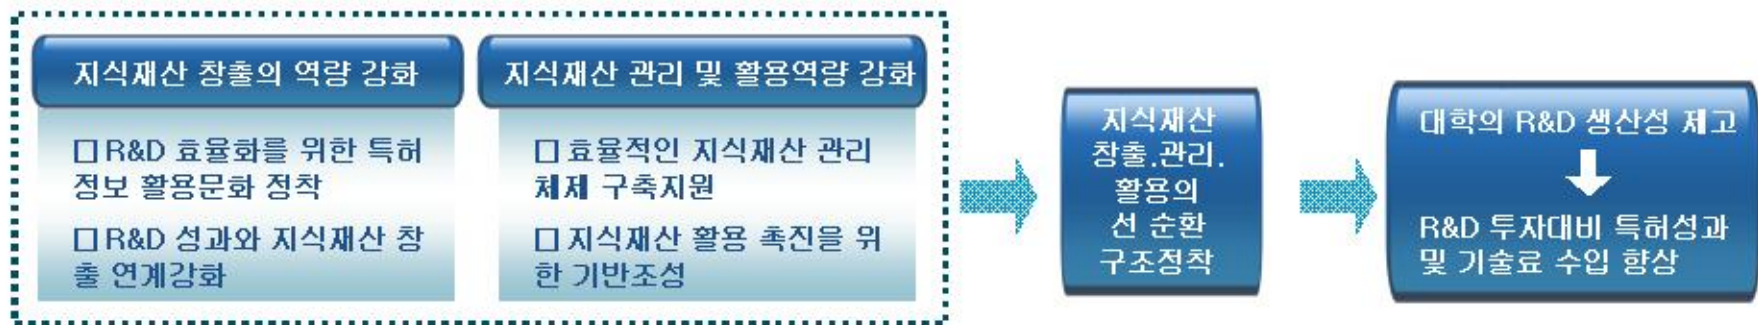 지식재산 창출의 역량 강화
□ R&D 효율화를 위한 특허
정보 활용문화 정착
□ R&D 성과와 지식재산 창
출 연계강화
지식재산 관리 및 활용역량 강화
□ 효율적인 지식재산 관리
체제 구축지원
□ 지식재산 활용 촉진을 위
한 기반조성
지식재산
창출.관리.
활용의
선 순환
구조정착
대학의 R&D 생산성 제고
R&D 투자대비 특허성과
및 기술료 수입 향상